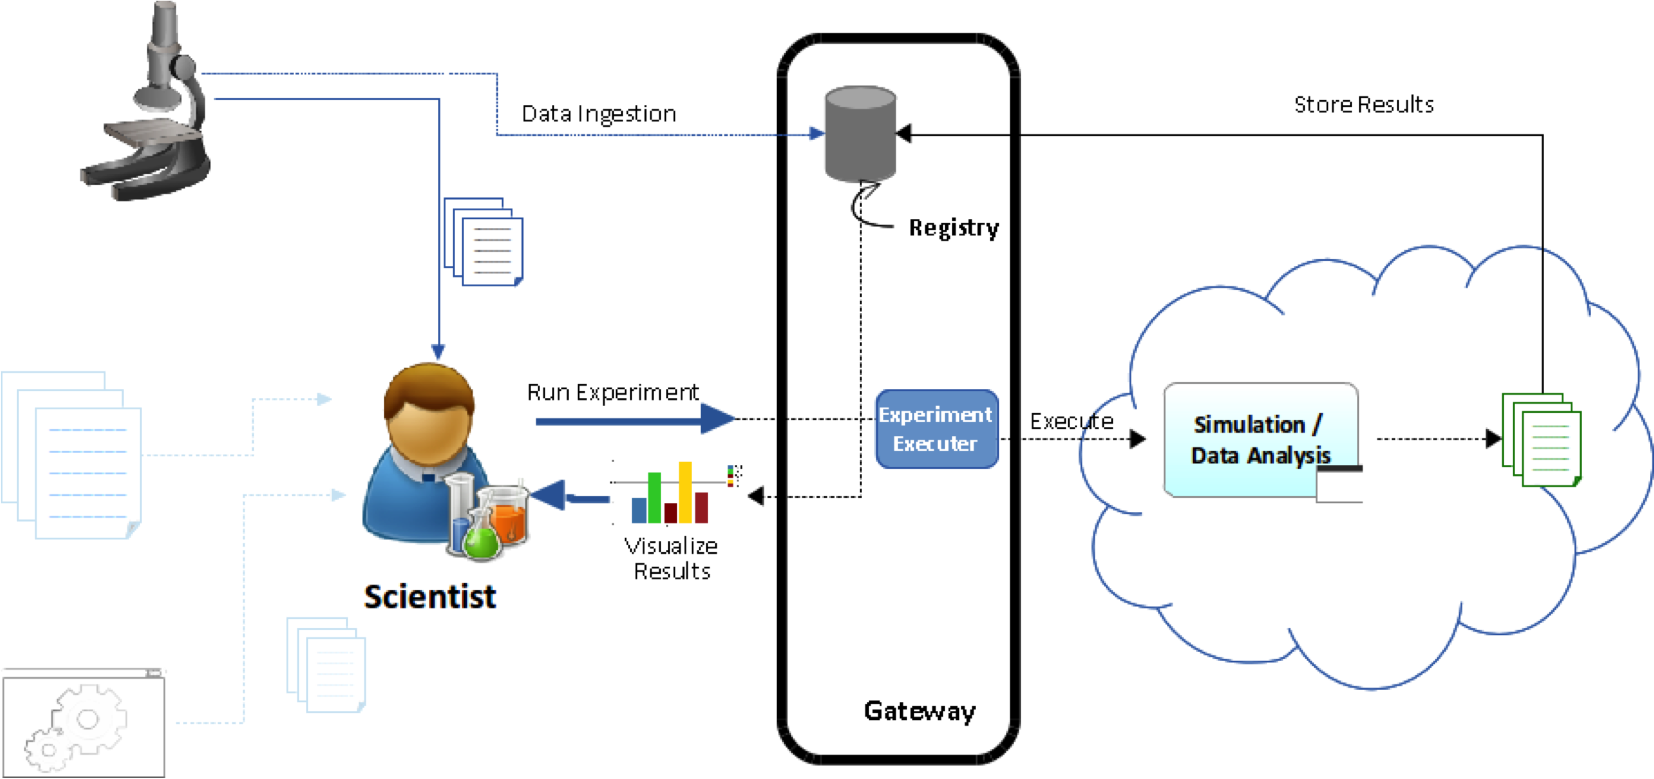 Data Ingestion
Store Results
Registry
Run Experiment
Experiment
Executer
Execute
Simulation /
Data Analysis
Visualize
Results
Scientist
Gateway